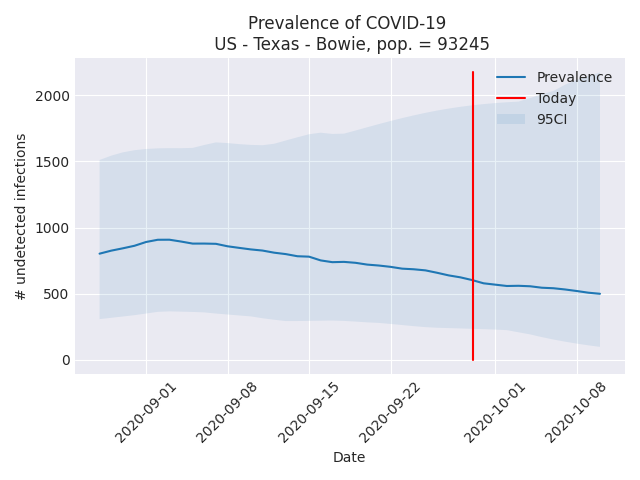 Prevalence of COVID-19
US - Texas - Bowie, pop. = 93245
Prevalence
Today
95CI
# undetected infections
2000
1500
1000
500
0
2020-09-01
2020-09-08
2020-09-15
2020-09-22
2020-10-01
2020-10-08
Date